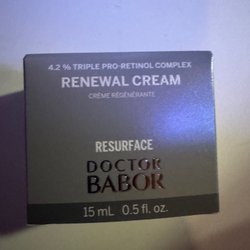 4.2 % TRIPLE PRO-RETINOL COMPLEX
RENEWAL CREAM
CRÈME RÉGÉNÉRANTE
RESURFACE
DOCTOR
BABOR
15 mL 0.5 fl. oz.